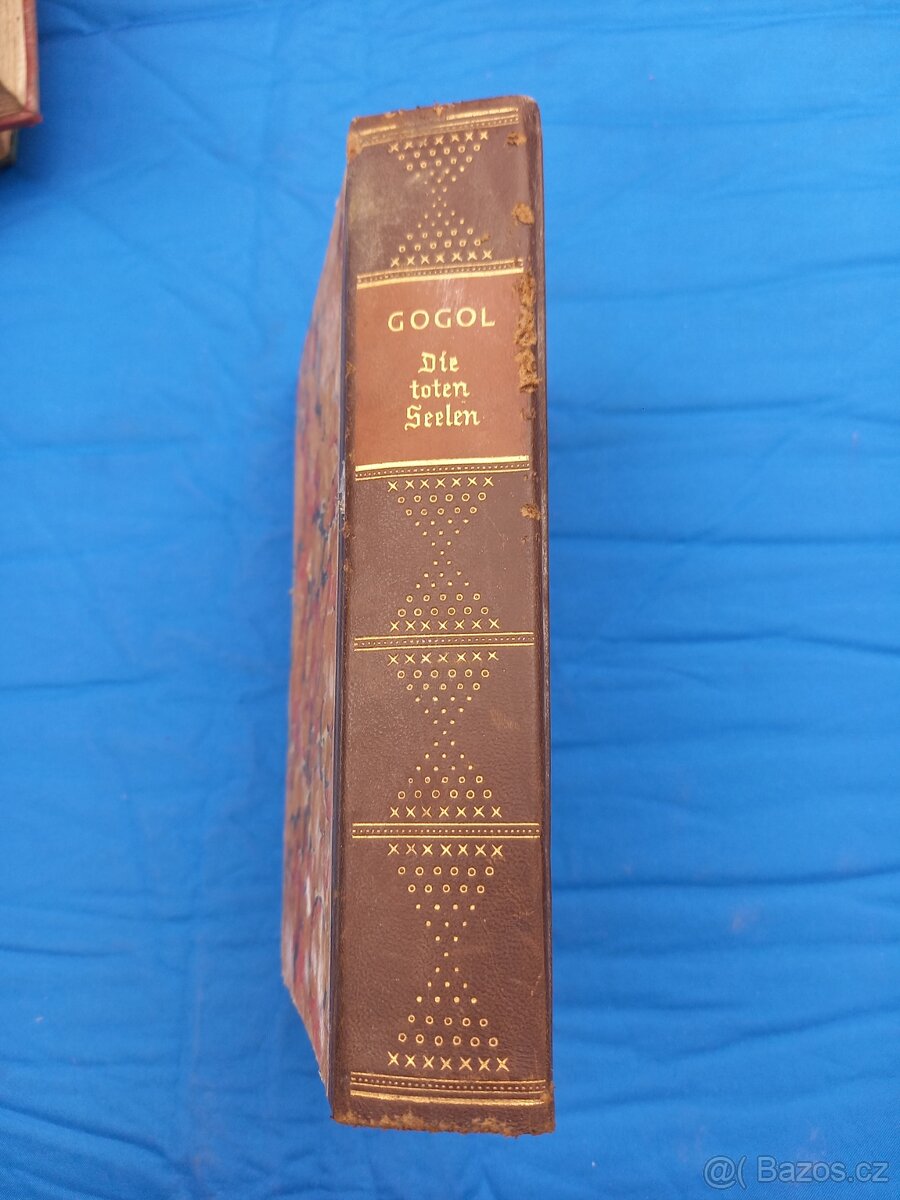 GOGOL
Die
toten
Seelen
@( Bazos.cz